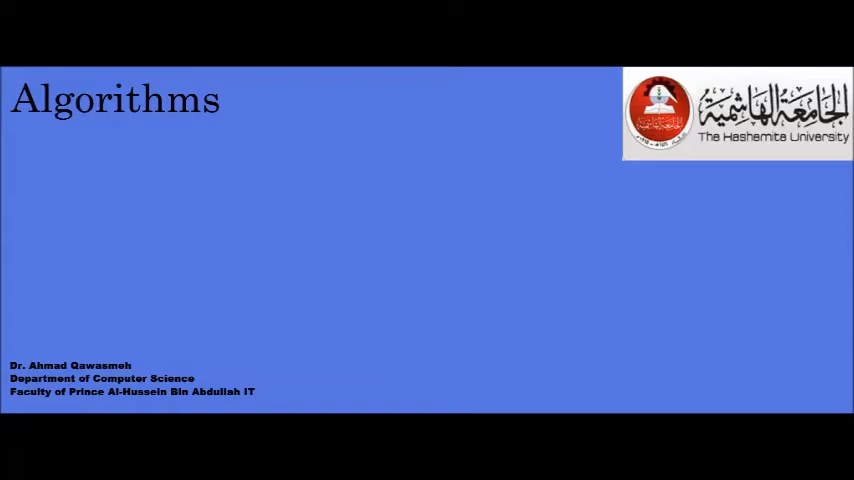 Algorithms
الجامعة الهاشمية
The Hashemite University
Dr. Ahmad Qawasmeh
Department of Computer Science
Faculty of Prince Al-Hussein Bin Abdullah IT